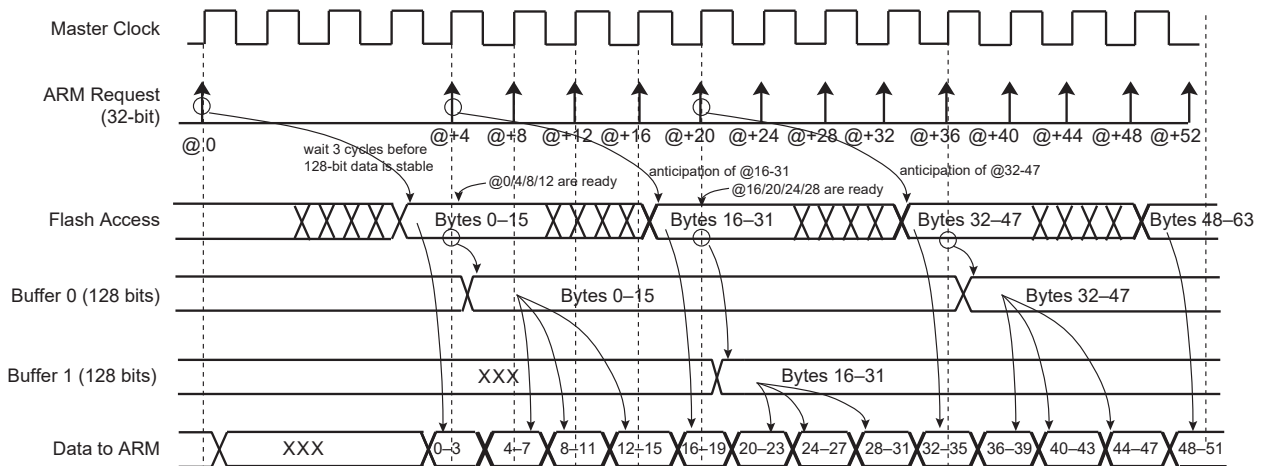 Master Clock
ARM Request
(32-bit)
@ 0
@+4
@+8
@+12
@+16
@+20
@+24
@+28
@+32
@+36
@+40
@+44
@+48
@+52
wait 3 cycles before
128-bit data is stable
@0/4/8/12 are ready
anticipation of @16-31
@16/20/24/28 are ready
anticipation of @32-47
Flash Access
Bytes 0–15
Bytes 16–31
Bytes 32–47
Bytes 48–63
Buffer 0 (128 bits)
Bytes 0–15
Bytes 32–47
Buffer 1 (128 bits)
XXX
Bytes 16–31
Data to ARM
XXX
0–3
4–7
8–11
12–15
16–19
20–23
24–27
28–31
32–35
36–39
40–43
44–47
48–51